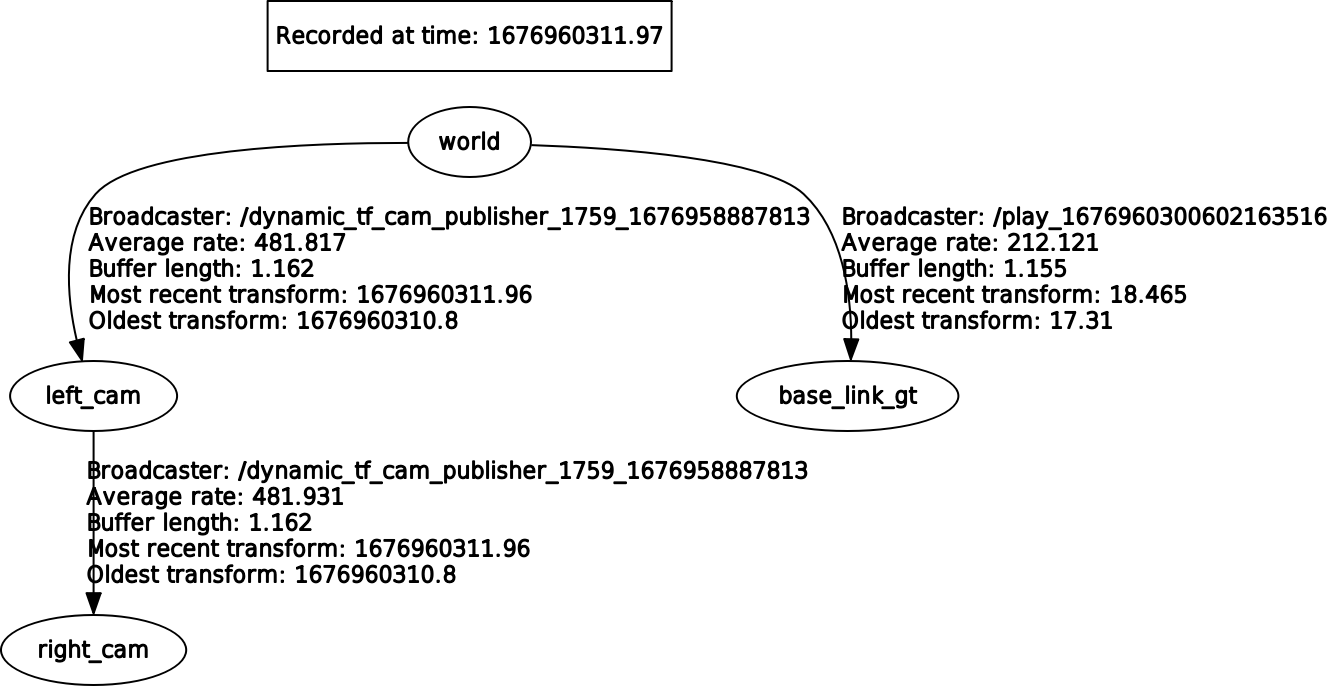 Recorded at time: 1676960311.97
world
Broadcaster: /dynamic_tf_cam_publisher_1759_1676958887813
Average rate: 481.817
Buffer length: 1.162
Most recent transform: 1676960311.96
Oldest transform: 1676960310.8
Broadcaster: /play_1676960300602163516
Average rate: 212.121
Buffer length: 1.155
Most recent transform: 18.465
Oldest transform: 17.31
left_cam
base_link_gt
Broadcaster: /dynamic_tf_cam_publisher_1759_1676958887813
Average rate: 481.931
Buffer length: 1.162
Most recent transform: 1676960311.96
Oldest transform: 1676960310.8
right_cam